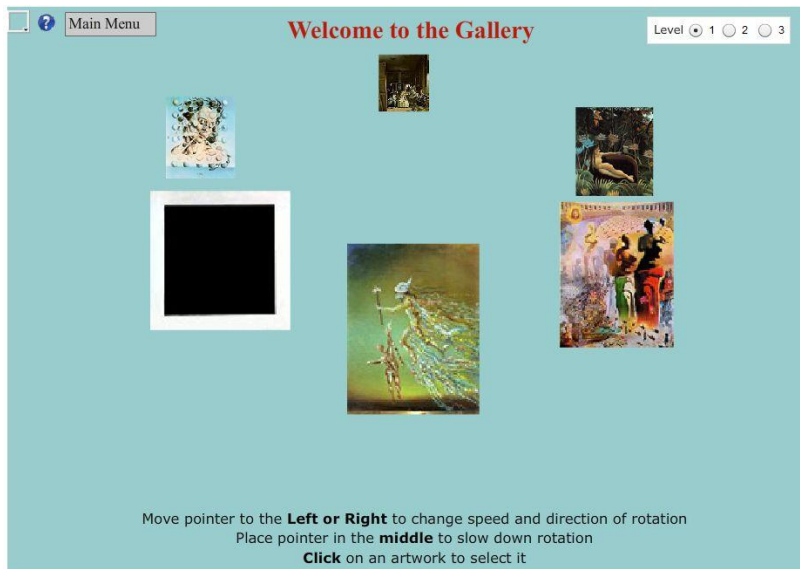 ?
Main Menu
Welcome to the Gallery
Level 1 2 3
Move pointer to the Left or Right to change speed and direction of rotation
Place pointer in the middle to slow down rotation
Click on an artwork to select it